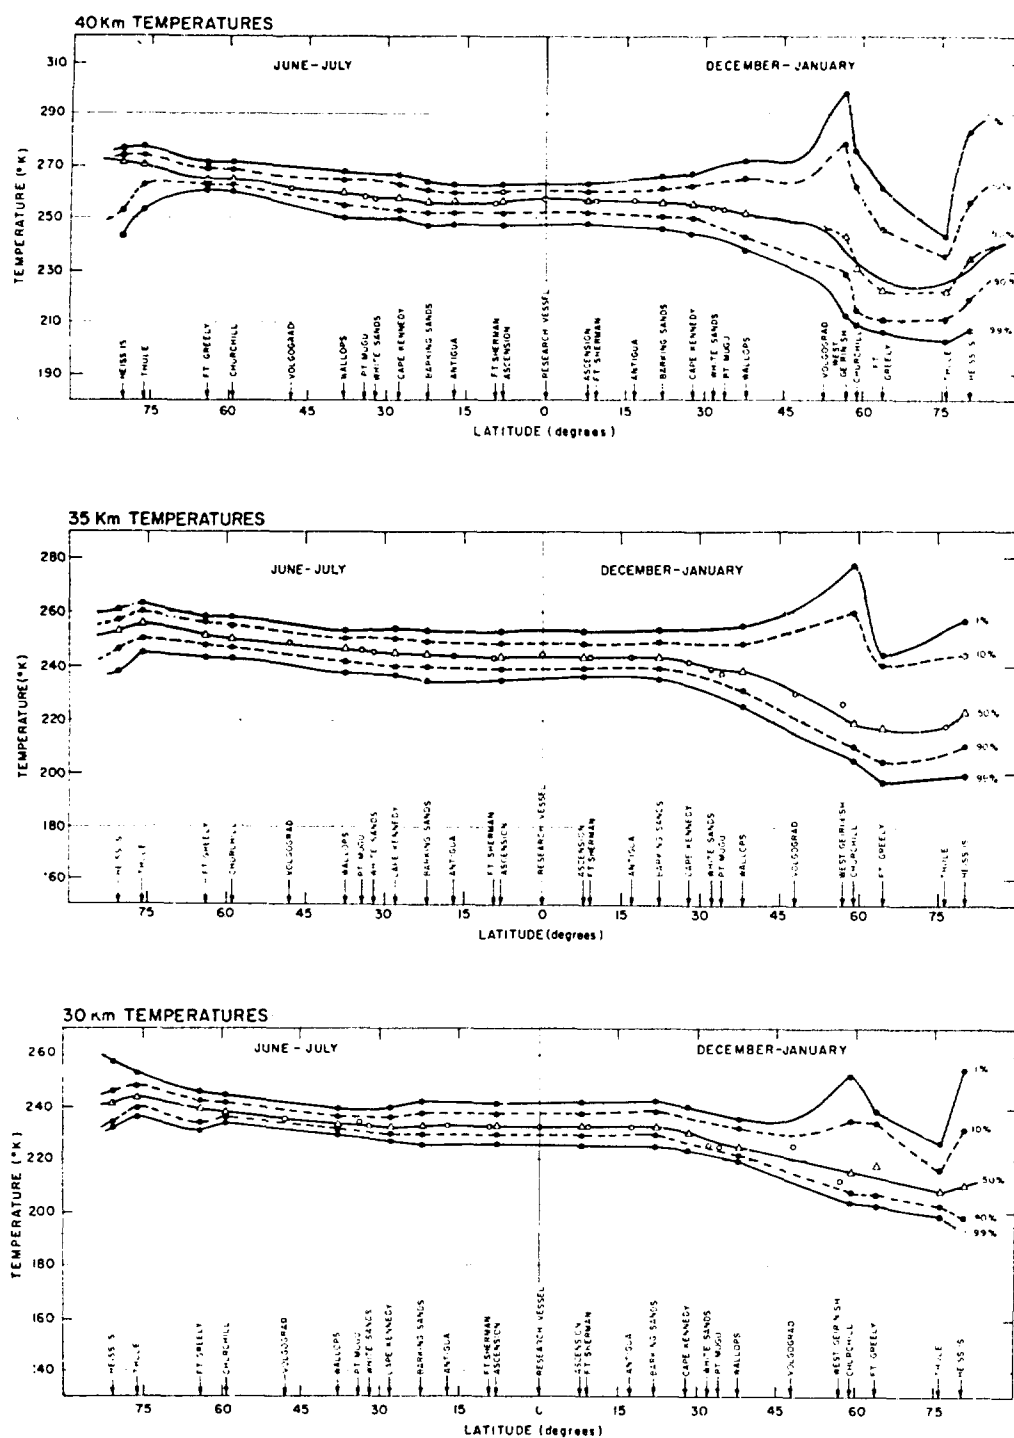 40 Km TEMPERATURES
JUNE-JULY
DECEMBER-JANUARY
310
290
270
250
230
210
190
TEMPERATURE (°K)
1%
90%
99%
HEISS IS
THULE
FT GREELY
CHURCHILL
VOLGOGRAD
WALLOPS
PT MUGU
WHITE SANDS
CAPE KENNEDY
BARKING SANDS
ANTIGUA
FT SHERMAN
ASCENSION
RESEARCH VESSEL
ASCENSION
FT SHERMAN
ANTIGUA
BARKING SANDS
CAPE KENNEDY
WHITE SANDS
PT MUGU
WALLOPS
VOLGOGRAD
WEST GEIRINISH
CHURCHILL
FT GREELY
THULE
HEISS IS
75 60 45 30 15 0 15 30 45 60 75
LATITUDE (degrees)
35 Km TEMPERATURES
JUNE-JULY
DECEMBER-JANUARY
280
260
240
220
200
180
160
TEMPERATURE (°K)
1%
10%
50%
90%
99%
HEISS IS
THULE
FT GREELY
CHURCHILL
VOLGOGRAD
WALLOPS
PT MUGU
WHITE SANDS
CAPE KENNEDY
BARKING SANDS
ANTIGUA
FT SHERMAN
ASCENSION
RESEARCH VESSEL
ASCENSION
FT SHERMAN
ANTIGUA
BARKING SANDS
CAPE KENNEDY
WHITE SANDS
PT MUGU
WALLOPS
VOLGOGRAD
WEST GEIRINISH
CHURCHILL
FT GREELY
THULE
HEISS IS
75 60 45 30 15 0 15 30 45 60 75
LATITUDE (degrees)
30 Km TEMPERATURES
JUNE-JULY
DECEMBER-JANUARY
260
240
220
200
180
160
140
TEMPERATURE (°K)
1%
10%
50%
90%
99%
HEISS IS
THULE
FT GREELY
CHURCHILL
VOLGOGRAD
WALLOPS
PT MUGU
WHITE SANDS
CAPE KENNEDY
BARKING SANDS
ANTIGUA
FT SHERMAN
ASCENSION
RESEARCH VESSEL
ASCENSION
FT SHERMAN
ANTIGUA
BARKING SANDS
CAPE KENNEDY
WHITE SANDS
PT MUGU
WALLOPS
VOLGOGRAD
WEST GEIRINISH
CHURCHILL
FT GREELY
THULE
HEISS IS
75 60 45 30 15 0 15 30 45 60 75
LATITUDE (degrees)